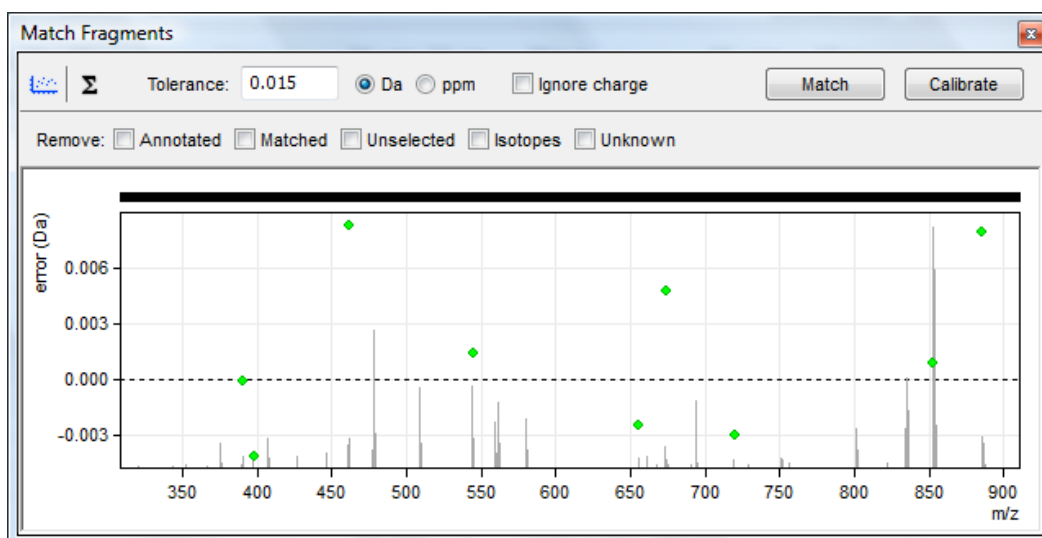 Match Fragments
Σ Tolerance: 0.015 Da ppm Ignore charge Match Calibrate
Remove: Annotated Matched Unselected Isotopes Unknown
error (Da)
0.006
0.003
0.000
-0.003
350 400 450 500 550 600 650 700 750 800 850 900
m/z